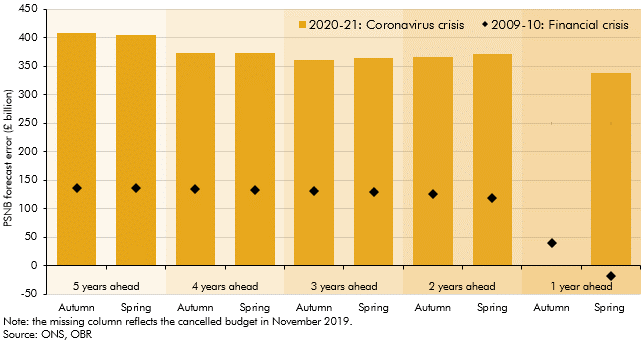 450
2020-21: Coronavirus crisis
2009-10: Financial crisis
400
350
300
250
200
150
100
50
0
-50
PSNB forecast error (£ billion)
5 years ahead 4 years ahead 3 years ahead 2 years ahead 1 year ahead
Autumn Spring Autumn Spring Autumn Spring Autumn Spring Autumn Spring
Note: the missing column reflects the cancelled budget in November 2019.
Source: ONS, OBR